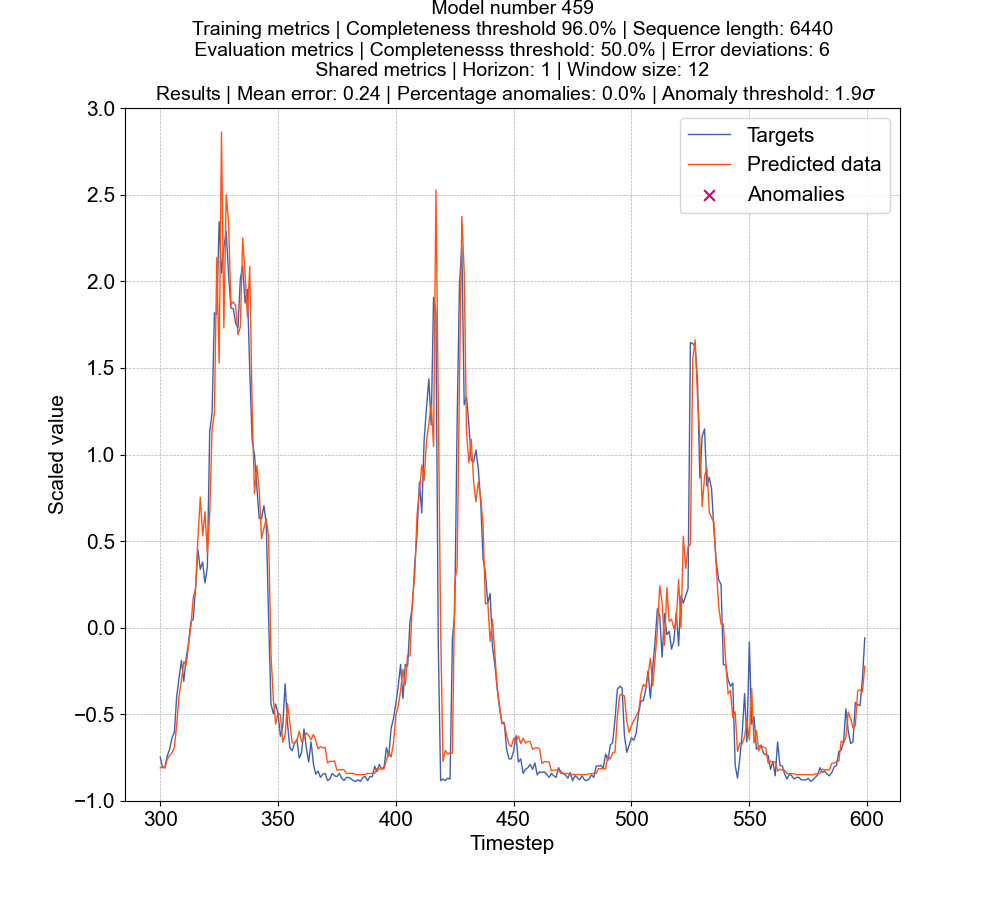 Model number 459
Training metrics | Completeness threshold 96.0% | Sequence length: 6440
Evaluation metrics | Completenesss threshold: 50.0% | Error deviations: 6
Shared metrics | Horizon: 1 | Window size: 12
Results | Mean error: 0.24 | Percentage anomalies: 0.0% | Anomaly threshold: 1.9σ
Targets
Predicted data
Anomalies
3.0
2.5
2.0
1.5
1.0
0.5
0.0
−0.5
−1.0
Scaled value
300 350 400 450 500 550 600
Timestep